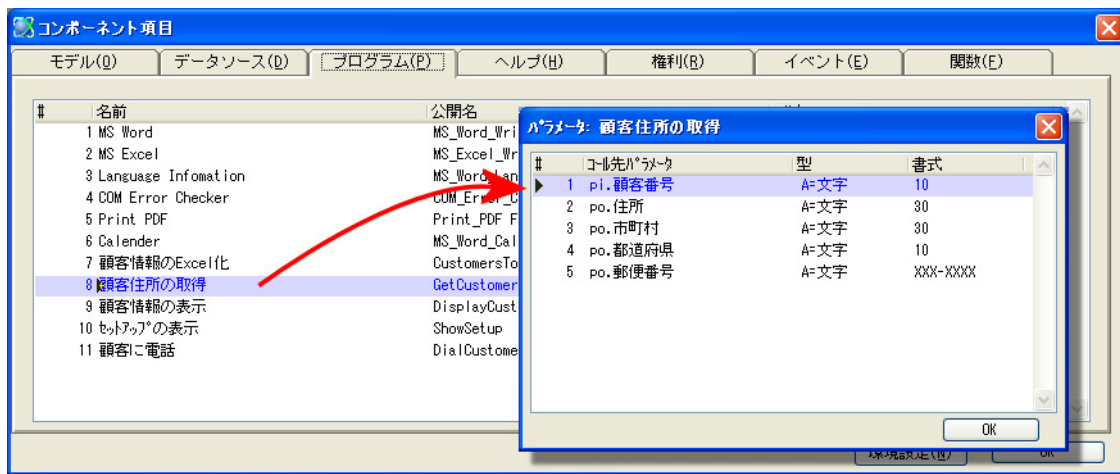 コンポーネント項目
モデル(O) データソース(D) プログラム(P) ヘルプ(H) 権利(R) イベント(E) 関数(F)
# 名前 公開名
1 MS Word MS_Word_Wri
2 MS Excel MS_Excel_Wr
3 Language Infomation MS_Word_Lan
4 COM Error Checker COM_Error_C
5 Print PDF Print_PDF F
6 Calender MS_Word_Cal
7 顧客情報のExcel化 CustomersTo
8 顧客住所の取得 GetCustomer
9 顧客情報の表示 DisplayCust
10 セットアップの表示 ShowSetup
11 顧客に電話 DialCustome
パラメータ: 顧客住所の取得
# コール先パラメータ 型 書式
1 pi.顧客番号 A=文字 10
2 po.住所 A=文字 30
3 po.市町村 A=文字 30
4 po.都道府県 A=文字 10
5 po.郵便番号 A=文字 XXX-XXXX
OK
環境設定(N) OK